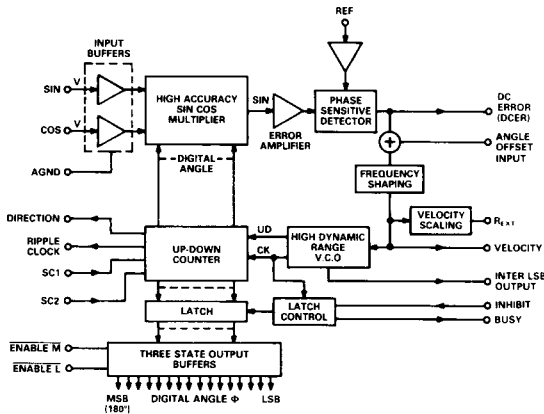 REF
INPUT
BUFFERS
SIN
V
COS
V
AGND
HIGH ACCURACY
SIN COS
MULTIPLIER
SIN
ERROR
AMPLIFIER
PHASE
SENSITIVE
DETECTOR
DC
ERROR
(DCER)
ANGLE
OFFSET
INPUT
+
DIGITAL
ANGLE
FREQUENCY
SHAPING
VELOCITY
SCALING
REXT
DIRECTION
RIPPLE
CLOCK
SC1
SC2
UP-DOWN
COUNTER
UD
CK
HIGH DYNAMIC
RANGE
V.C.O
VELOCITY
INTER LSB
OUTPUT
LATCH
LATCH
CONTROL
INHIBIT
BUSY
ENABLE M
ENABLE L
THREE STATE OUTPUT
BUFFERS
MSB
(180°)
DIGITAL ANGLE Φ
LSB